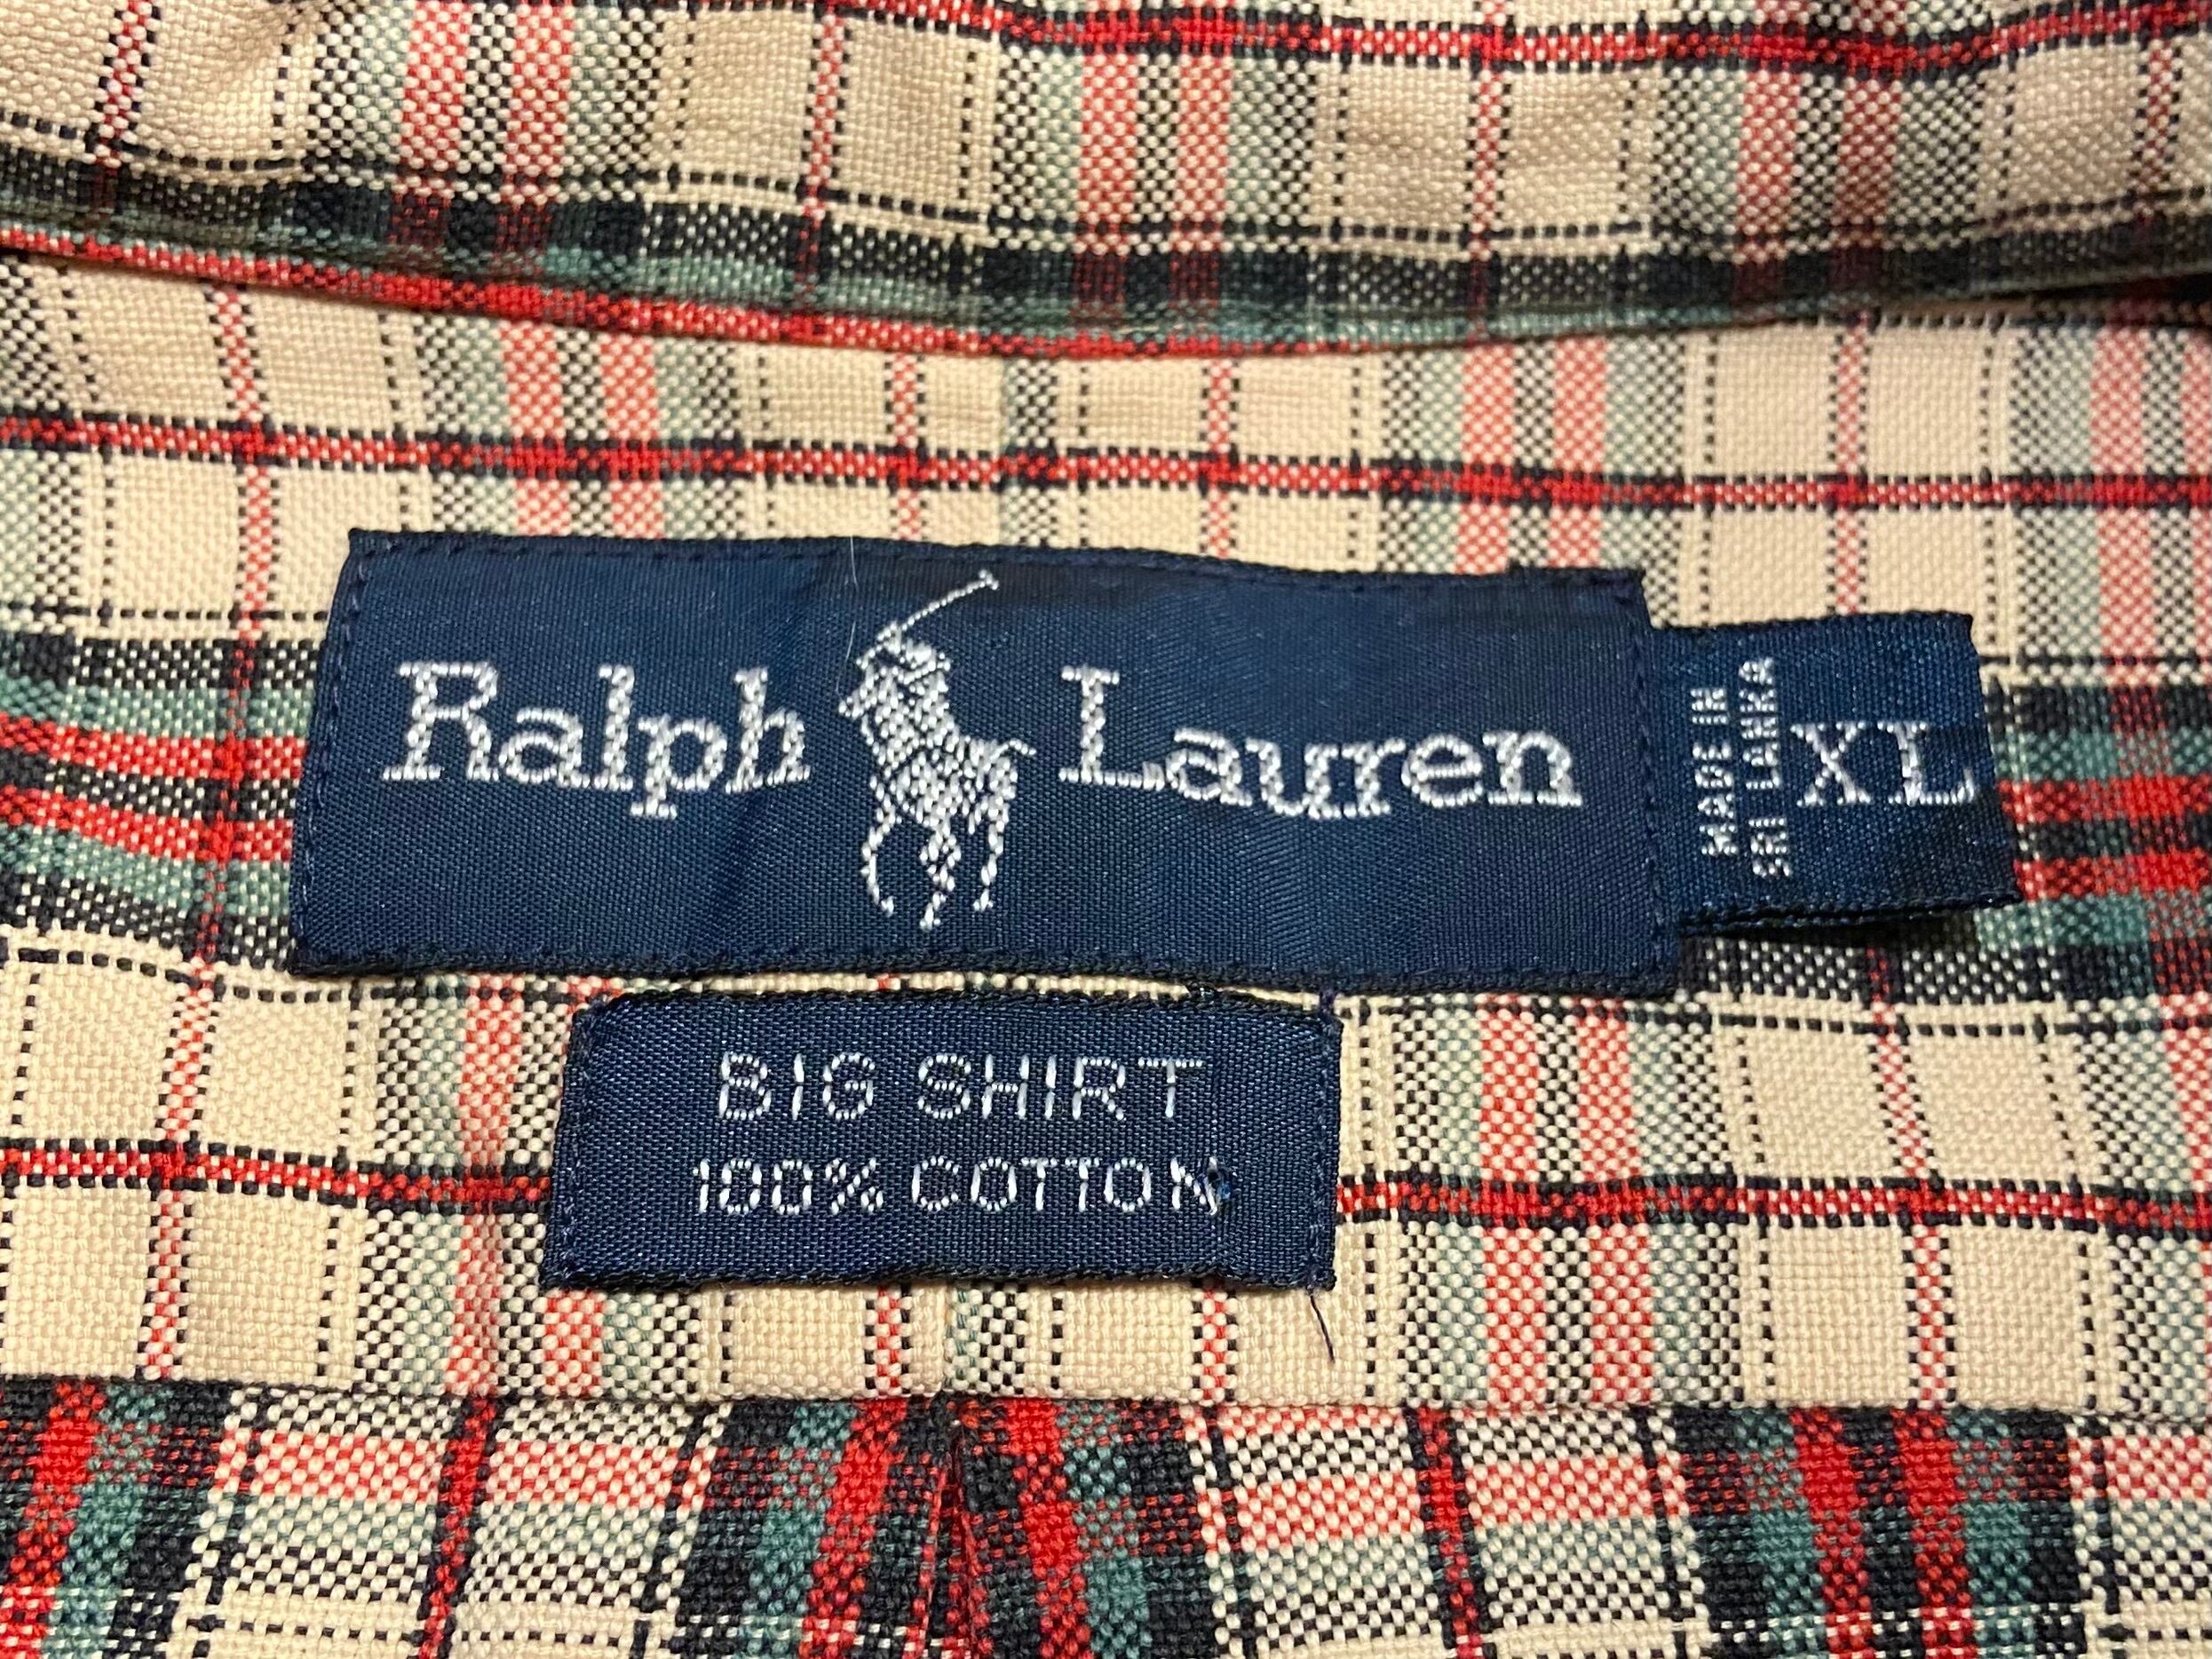 Ralph Lauren
MADE IN
SRI LANKA
XL
BIG SHIRT
100% COTTON